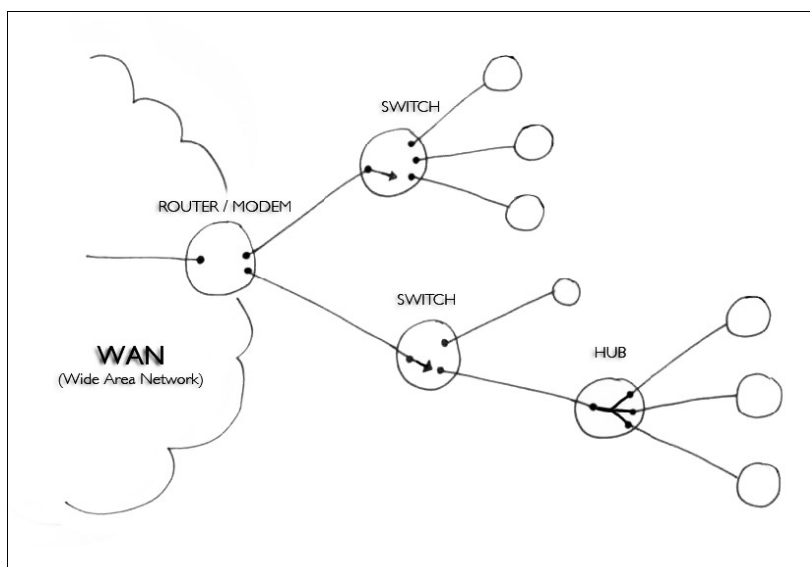 SWITCH
ROUTER / MODEM
SWITCH
HUB
WAN
(Wide Area Network)